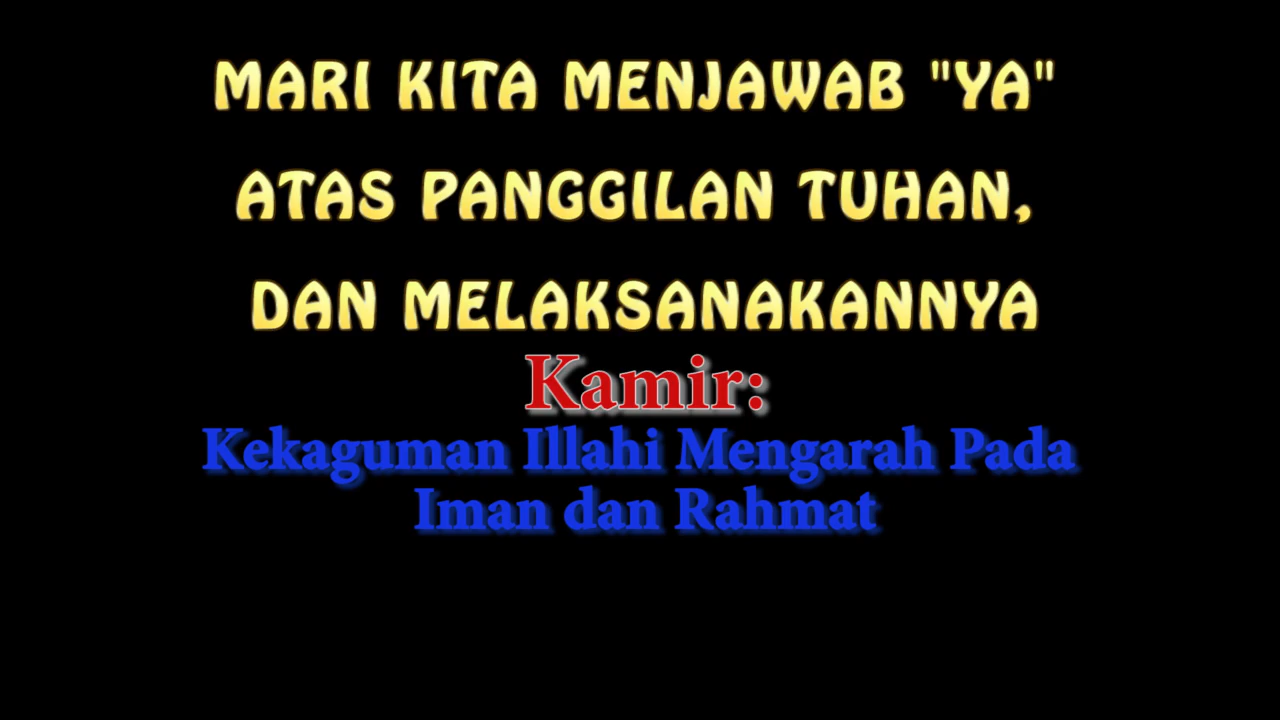 MARI KITA MENJAWAB "YA"
ATAS PANGGILAN TUHAN,
DAN MELAKSANAKANNYA
Kamir:
Kekaguman Illahi Mengarah Pada
Iman dan Rahmat